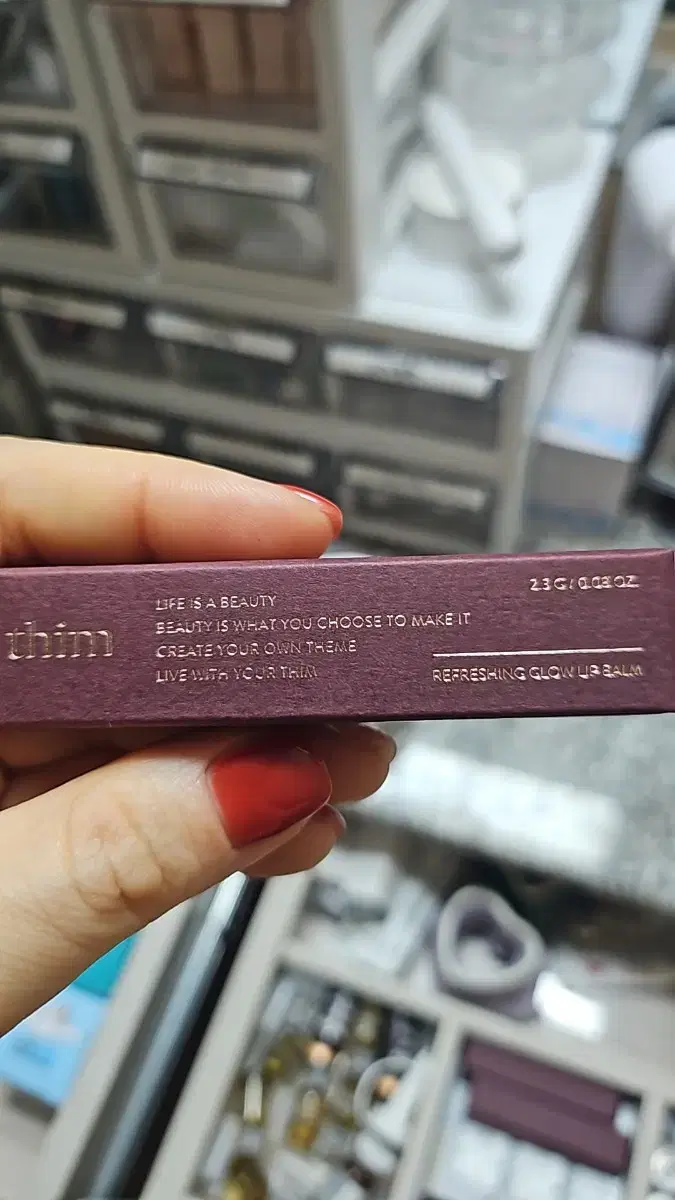 thim
LIFE IS A BEAUTY
BEAUTY IS WHAT YOU CHOOSE TO MAKE IT
CREATE YOUR OWN THEME
LIVE WITH YOUR THIM
2.3 G / 0.08 OZ.
REFRESHING GLOW LIP BALM